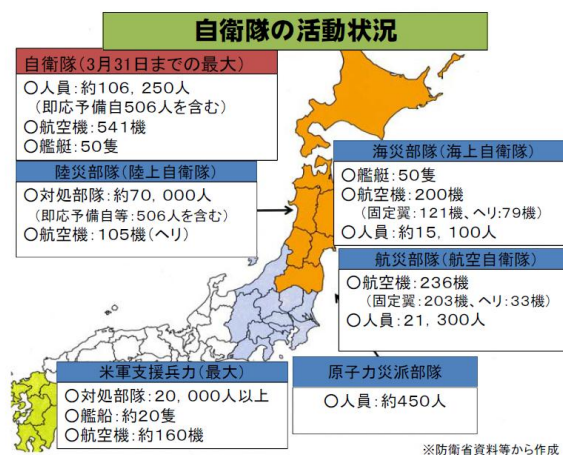 自衛隊の活動状況
自衛隊(3月31日までの最大)
○人員:約106,250人
(即応予備自506人を含む)
○航空機:541機
○艦艇:50隻
陸災部隊(陸上自衛隊)
○対処部隊:約70,000人
(即応予備自等:506人を含む)
○航空機:105機(ヘリ)
海災部隊(海上自衛隊)
○艦艇:50隻
○航空機:200機
(固定翼:121機、ヘリ:79機)
○人員:約15,100人
航災部隊(航空自衛隊)
○航空機:236機
(固定翼:203機、ヘリ:33機)
○人員:21,300人
米軍支援兵力(最大)
○対処部隊:20,000人以上
○艦船:約20隻
○航空機:約160機
原子力災派部隊
○人員:約450人
※防衛省資料等から作成